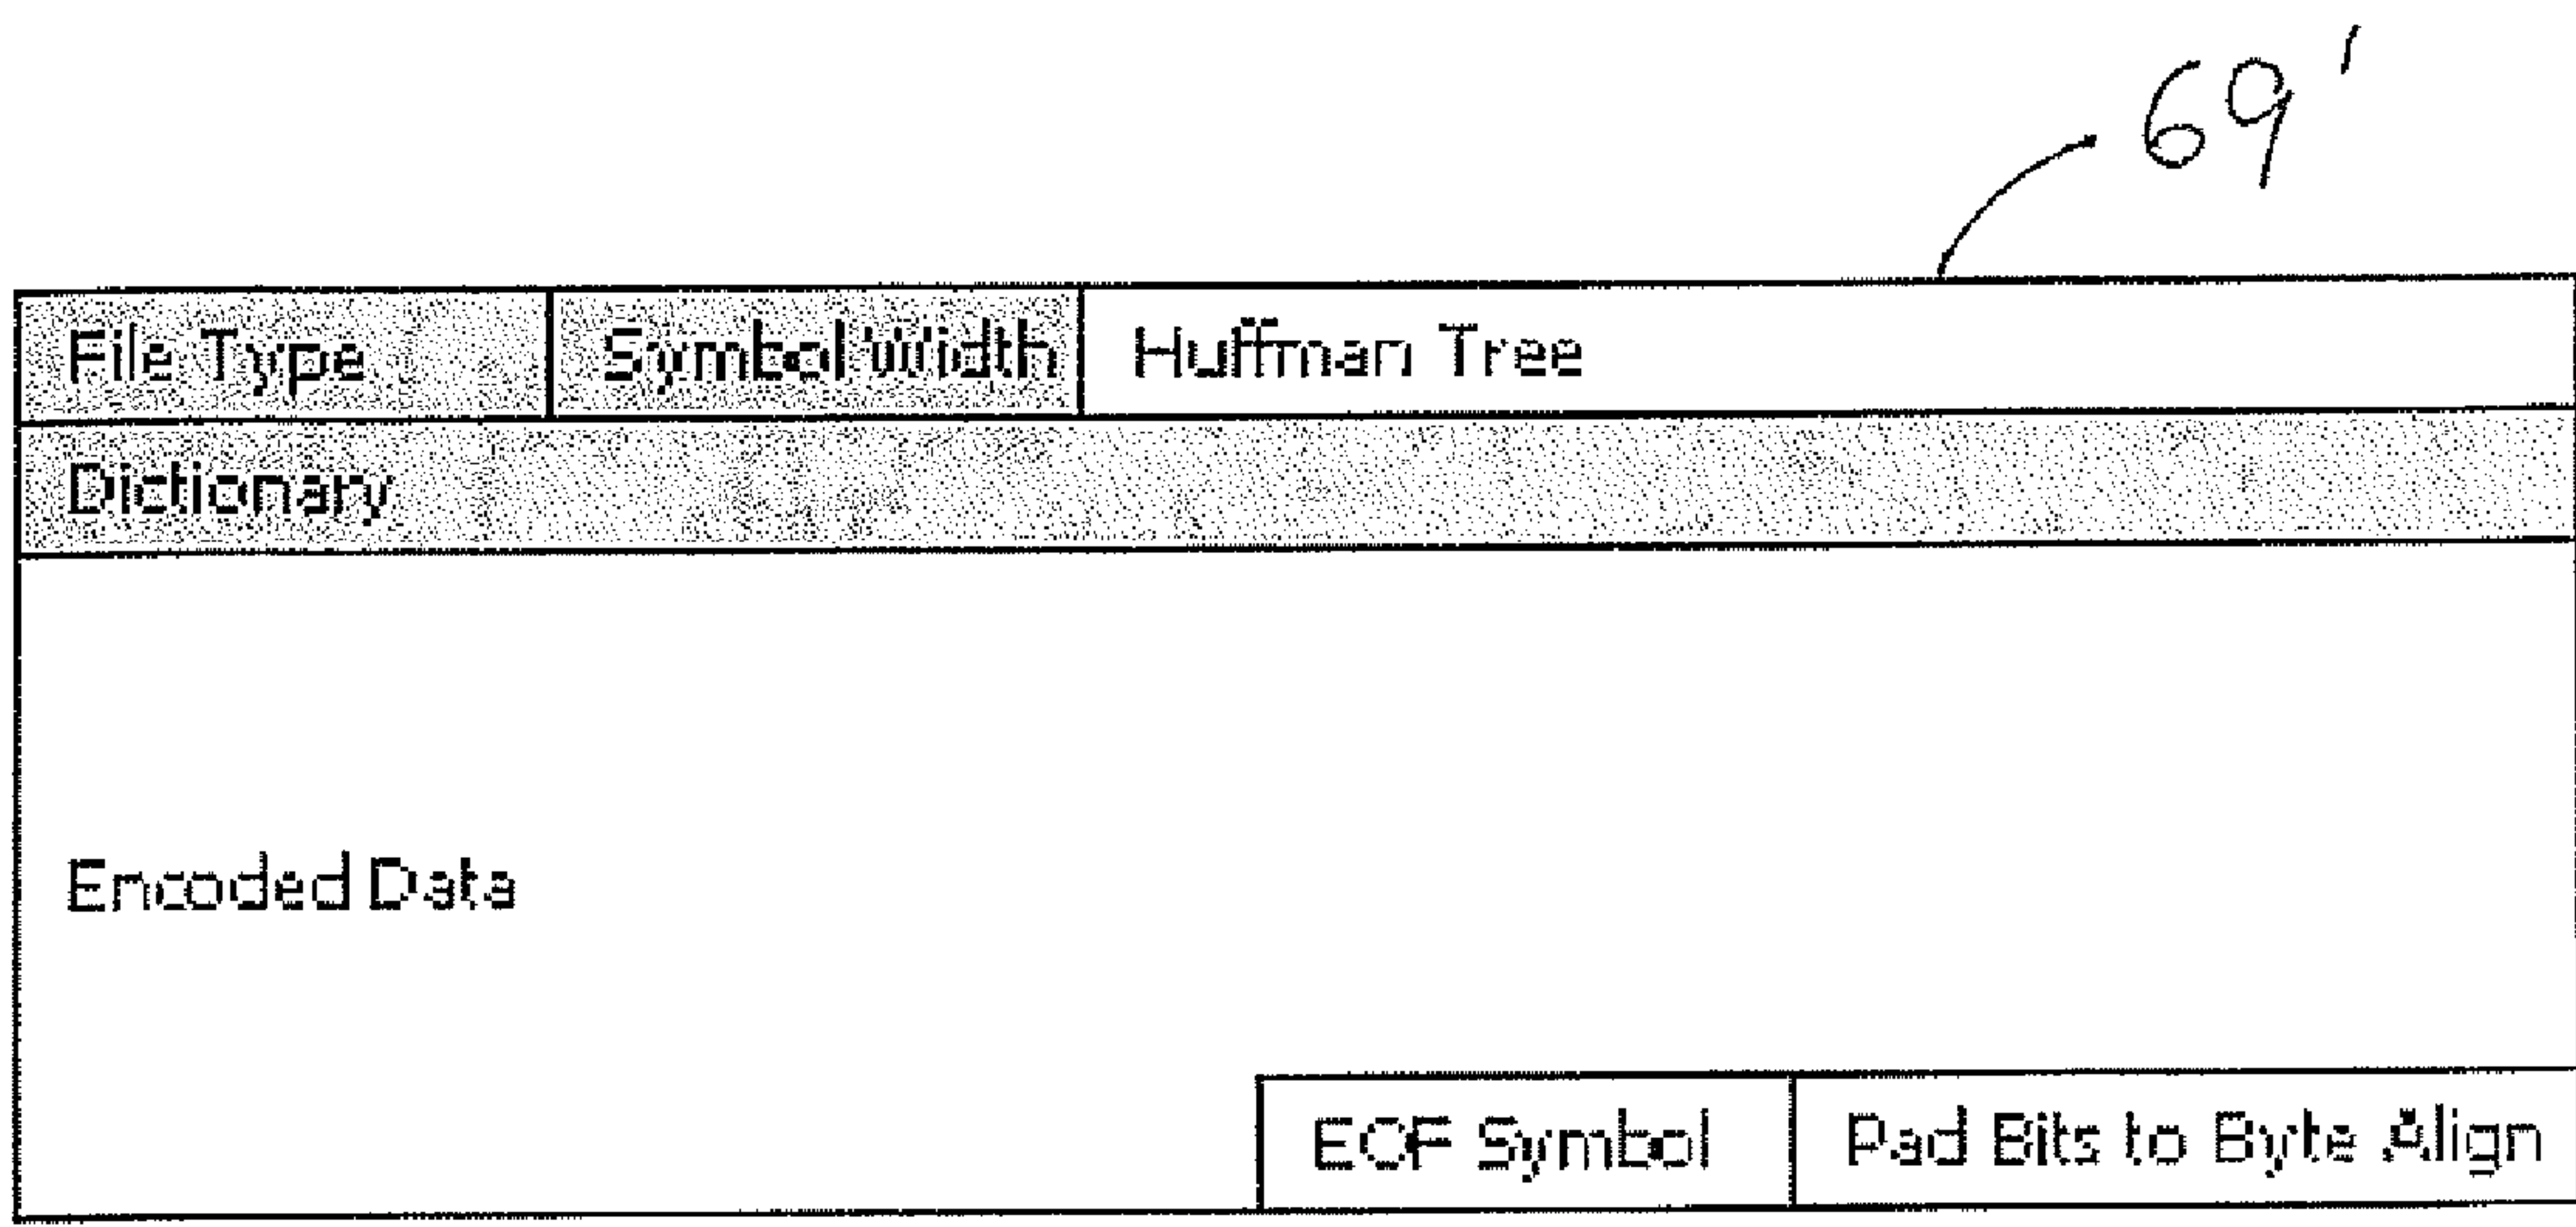 69'
File Type Symbol Width Huffman Tree
Dictionary
Encoded Data
EOF Symbol Pad Bits to Byte Align